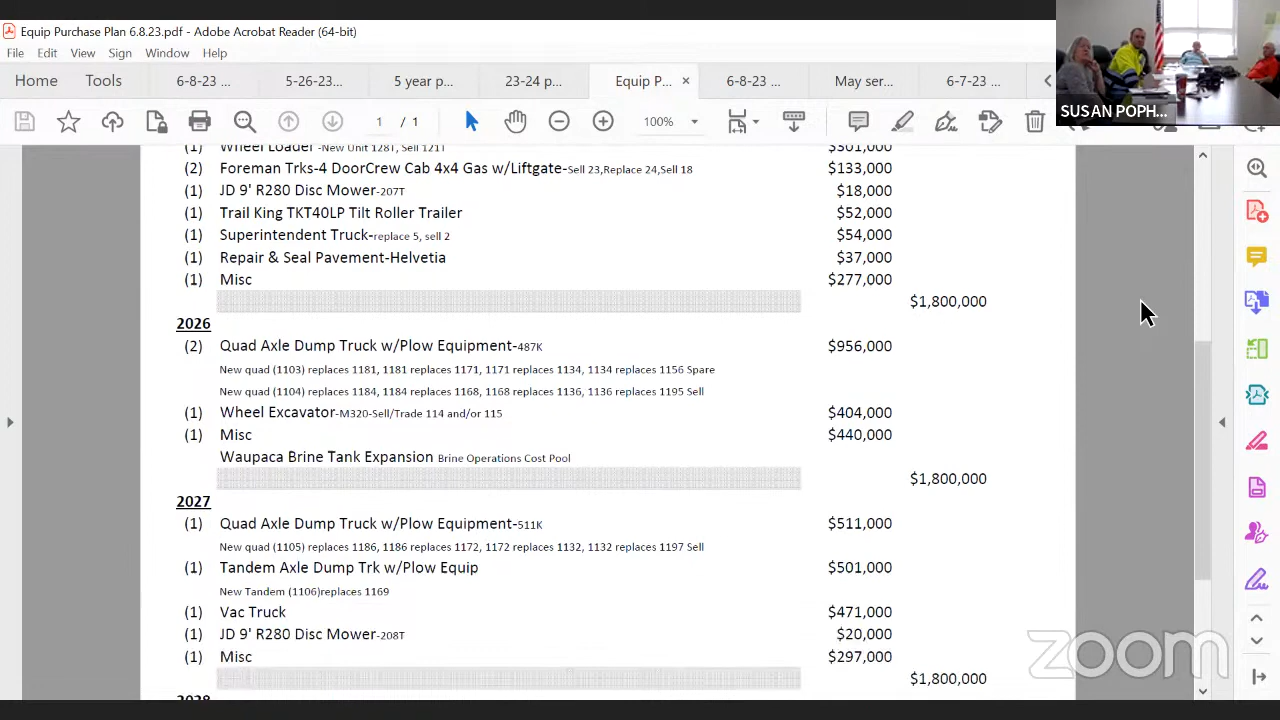 Equip Purchase Plan 6.8.23.pdf - Adobe Acrobat Reader (64-bit)
File Edit View Sign Window Help
Home Tools 6-8-23 ... 5-26-23... 5 year p... 23-24 p... Equip P... × 6-8-23 ... May ser... 6-7-23 ...
SUSAN POPH...
1 / 1 100%
(1) Wheel Loader -New Unit 128T, Sell 121T $301,000
(2) Foreman Trks-4 DoorCrew Cab 4x4 Gas w/Liftgate-Sell 23,Replace 24,Sell 18 $133,000
(1) JD 9' R280 Disc Mower-207T $18,000
(1) Trail King TKT40LP Tilt Roller Trailer $52,000
(1) Superintendent Truck-replace 5, sell 2 $54,000
(1) Repair & Seal Pavement-Helvetia $37,000
(1) Misc $277,000
$1,800,000
2026
(2) Quad Axle Dump Truck w/Plow Equipment-487K $956,000
New quad (1103) replaces 1181, 1181 replaces 1171, 1171 replaces 1134, 1134 replaces 1156 Spare
New quad (1104) replaces 1184, 1184 replaces 1168, 1168 replaces 1136, 1136 replaces 1195 Sell
(1) Wheel Excavator-M320-Sell/Trade 114 and/or 115 $404,000
(1) Misc $440,000
Waupaca Brine Tank Expansion Brine Operations Cost Pool
$1,800,000
2027
(1) Quad Axle Dump Truck w/Plow Equipment-511K $511,000
New quad (1105) replaces 1186, 1186 replaces 1172, 1172 replaces 1132, 1132 replaces 1197 Sell
(1) Tandem Axle Dump Trk w/Plow Equip $501,000
New Tandem (1106)replaces 1169
(1) Vac Truck $471,000
(1) JD 9' R280 Disc Mower-208T $20,000
(1) Misc $297,000
$1,800,000
2028
zoom